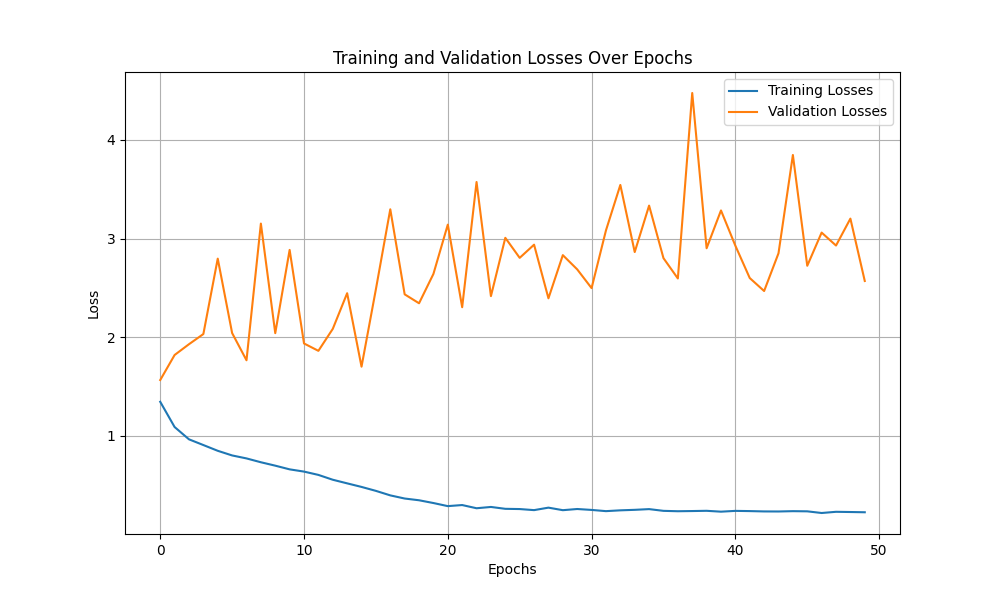 Training and Validation Losses Over Epochs
Training Losses
Validation Losses
4
3
2
1
Loss
0
10
20
30
40
50
Epochs